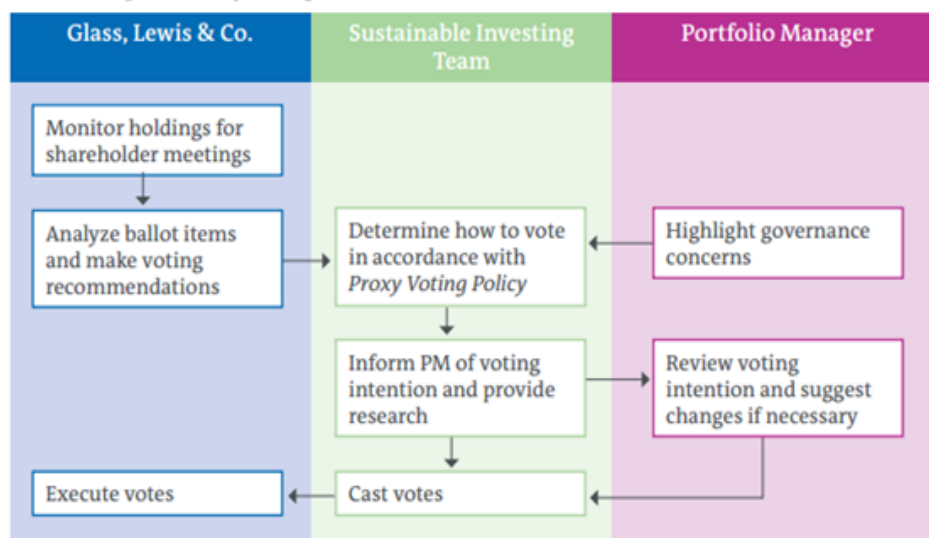 Glass, Lewis & Co.
Sustainable Investing
Team
Portfolio Manager
Monitor holdings for
shareholder meetings
Analyze ballot items
and make voting
recommendations
Determine how to vote
in accordance with
Proxy Voting Policy
Highlight governance
concerns
Inform PM of voting
intention and provide
research
Review voting
intention and suggest
changes if necessary
Execute votes
Cast votes